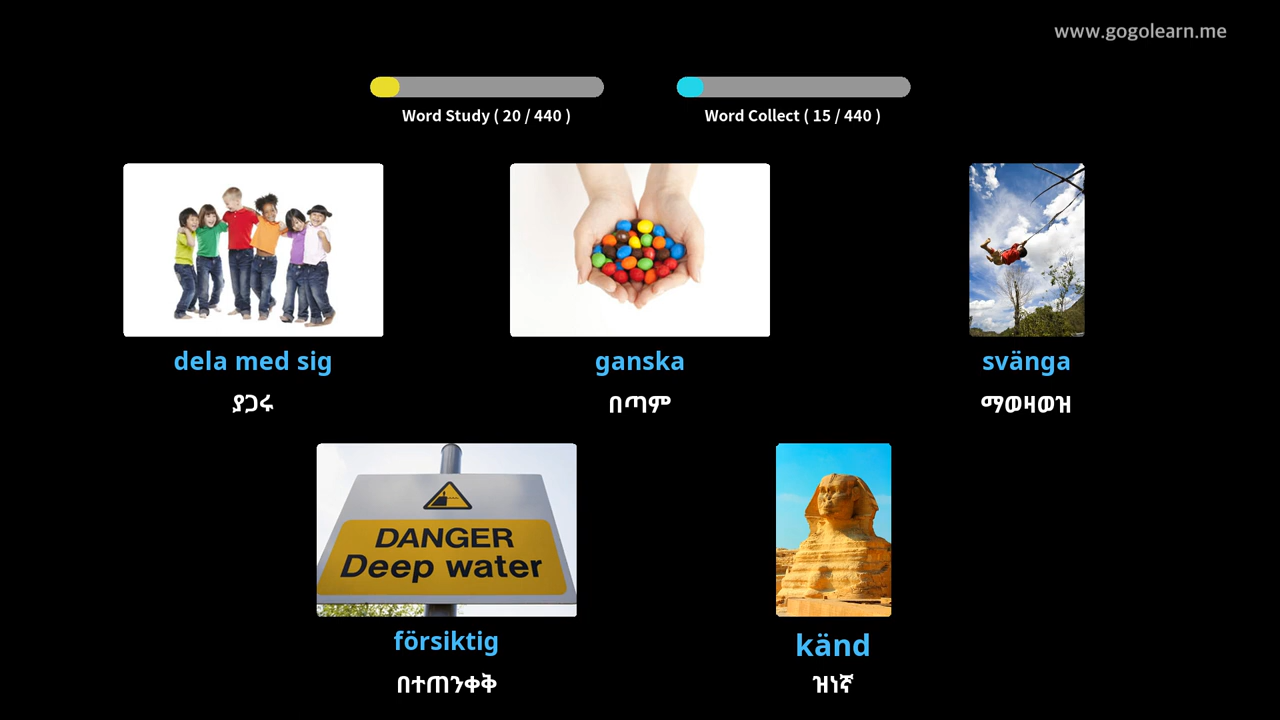 www.gogolearn.me
Word Study ( 20 / 440 )
Word Collect ( 15 / 440 )
dela med sig
ያጋሩ
ganska
በጣም
svänga
ማወዛወዝ
DANGER
Deep water
försiktig
በተጠንቀቅ
känd
ዝነኛ